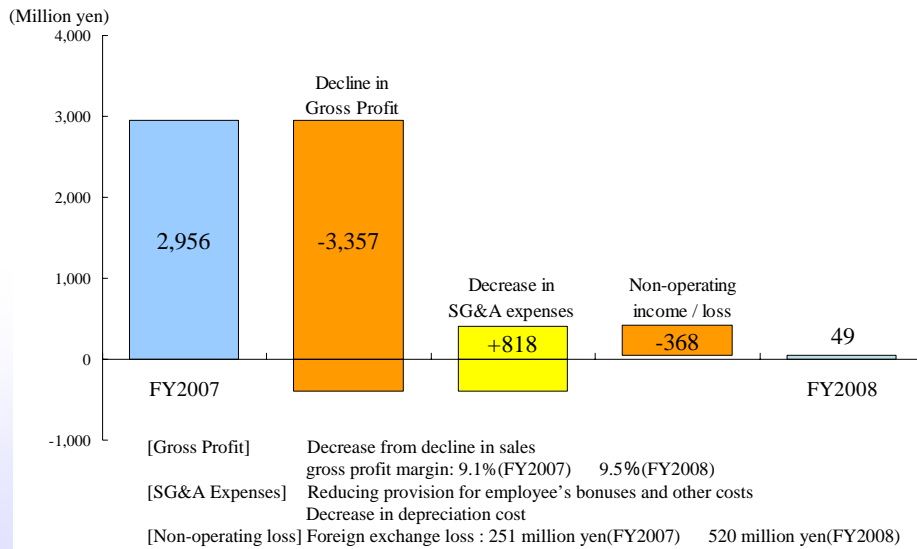 (Million yen)
4,000
3,000
2,000
1,000
0
-1,000
Decline in
Gross Profit
2,956
-3,357
Decrease in
SG&A expenses
+818
Non-operating
income / loss
-368
49
FY2007
FY2008
[Gross Profit] Decrease from decline in sales
gross profit margin: 9.1%(FY2007) 9.5%(FY2008)
[SG&A Expenses] Reducing provision for employee's bonuses and other costs
Decrease in depreciation cost
[Non-operating loss] Foreign exchange loss : 251 million yen(FY2007) 520 million yen(FY2008)